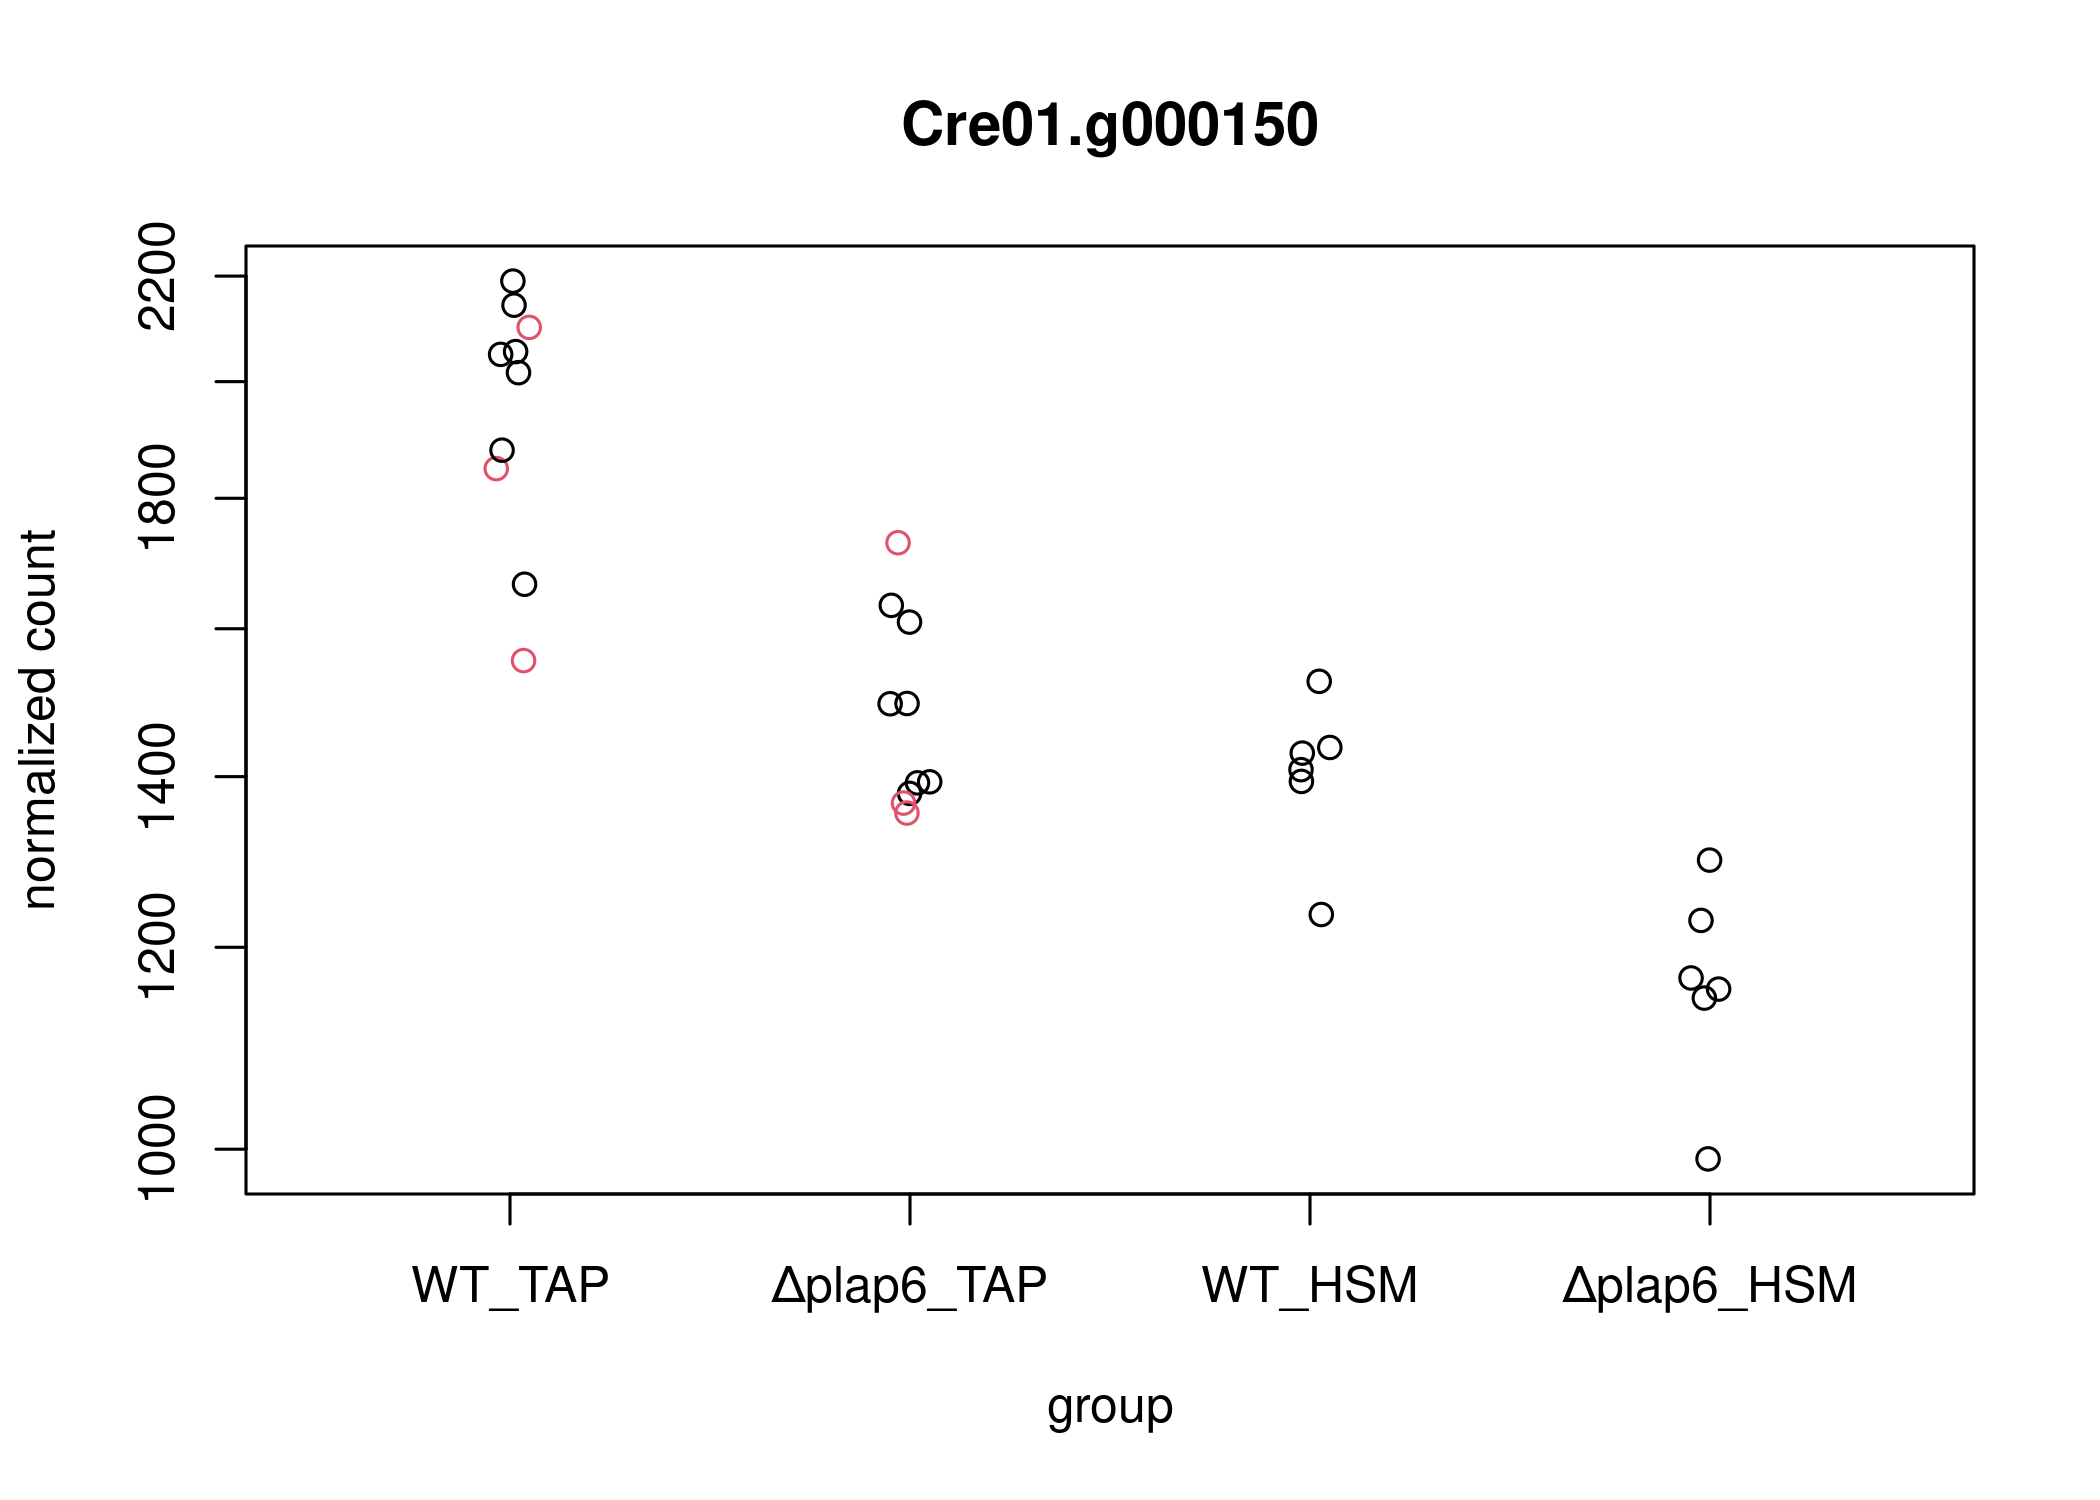 Cre01.g000150
normalized count
2200
1800
1400
1200
1000
WT_TAP
Δplap6_TAP
WT_HSM
Δplap6_HSM
group